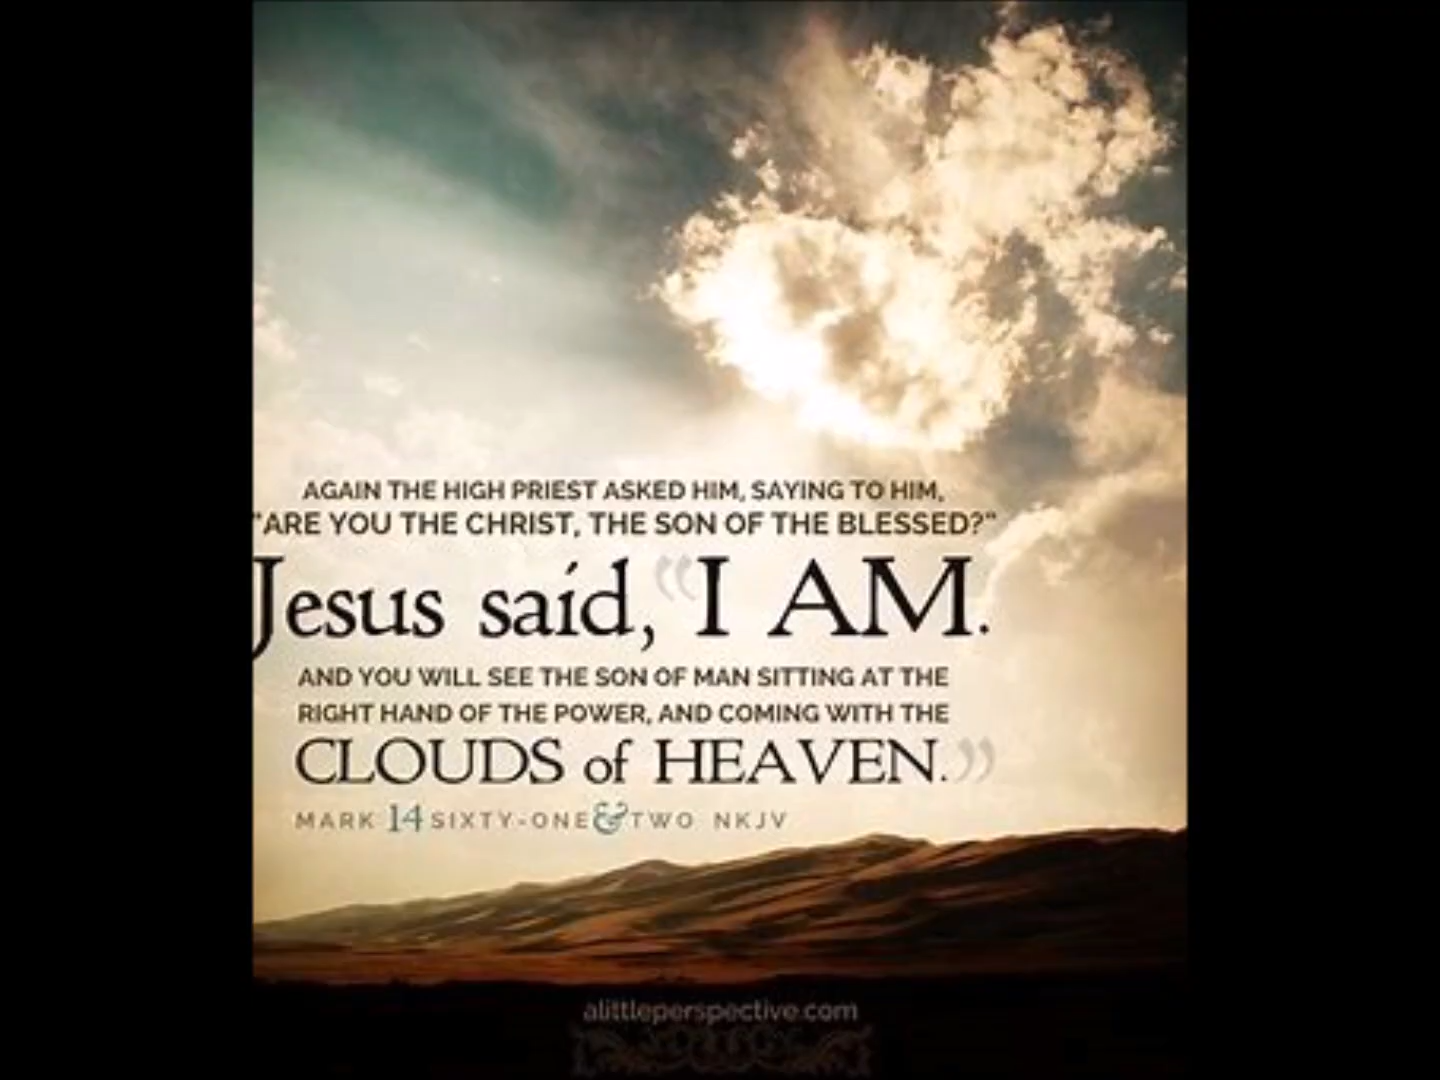 AGAIN THE HIGH PRIEST ASKED HIM, SAYING TO HIM,
"ARE YOU THE CHRIST, THE SON OF THE BLESSED?"
Jesus said, “I AM.
AND YOU WILL SEE THE SON OF MAN SITTING AT THE
RIGHT HAND OF THE POWER, AND COMING WITH THE
CLOUDS of HEAVEN.”
MARK 14 SIXTY-ONE & TWO NKJV
alittleperspective.com